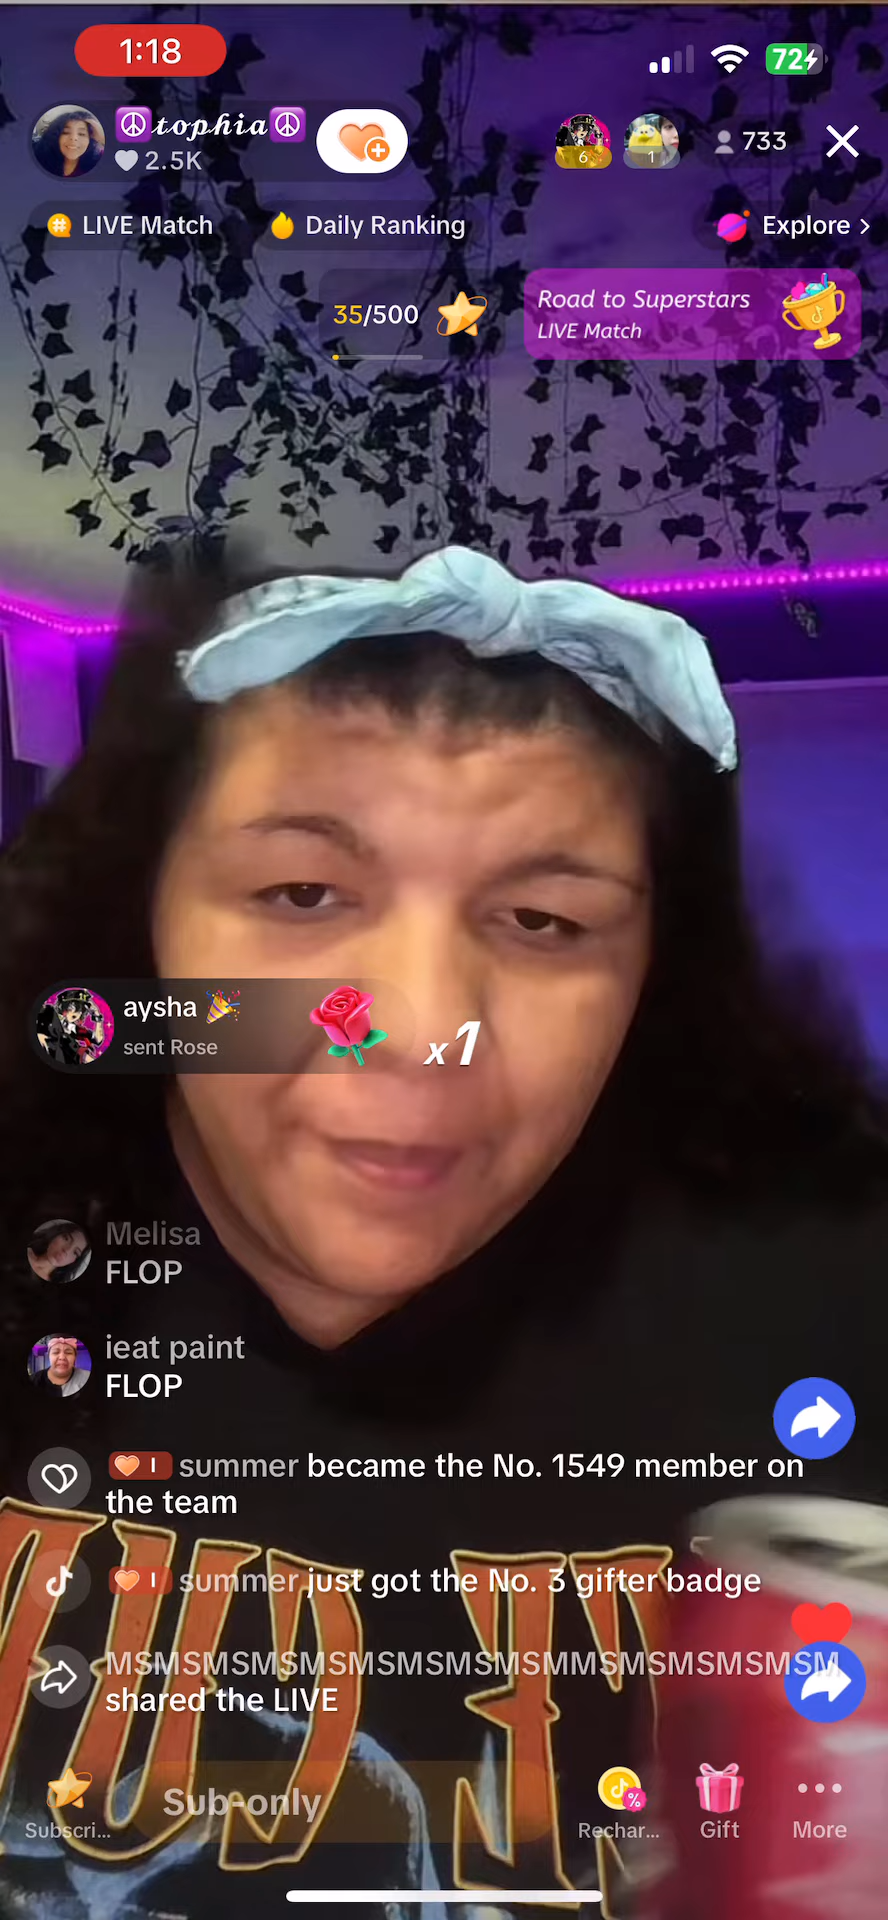 1:18
72
☮️𝓽𝓸𝓹𝓱𝓲𝓪☮️
2.5K
6
1
733
LIVE Match
Daily Ranking
Explore >
35/500
Road to Superstars
LIVE Match
aysha 🎉
sent Rose
x1
Melisa
FLOP
ieat paint
FLOP
I summer became the No. 1549 member on
the team
I summer just got the No. 3 gifter badge
MSMSMSMSMSMSMSMSMSMMSMSMSMSMSM
shared the LIVE
Subscri...
Sub-only
Rechar...
Gift
More